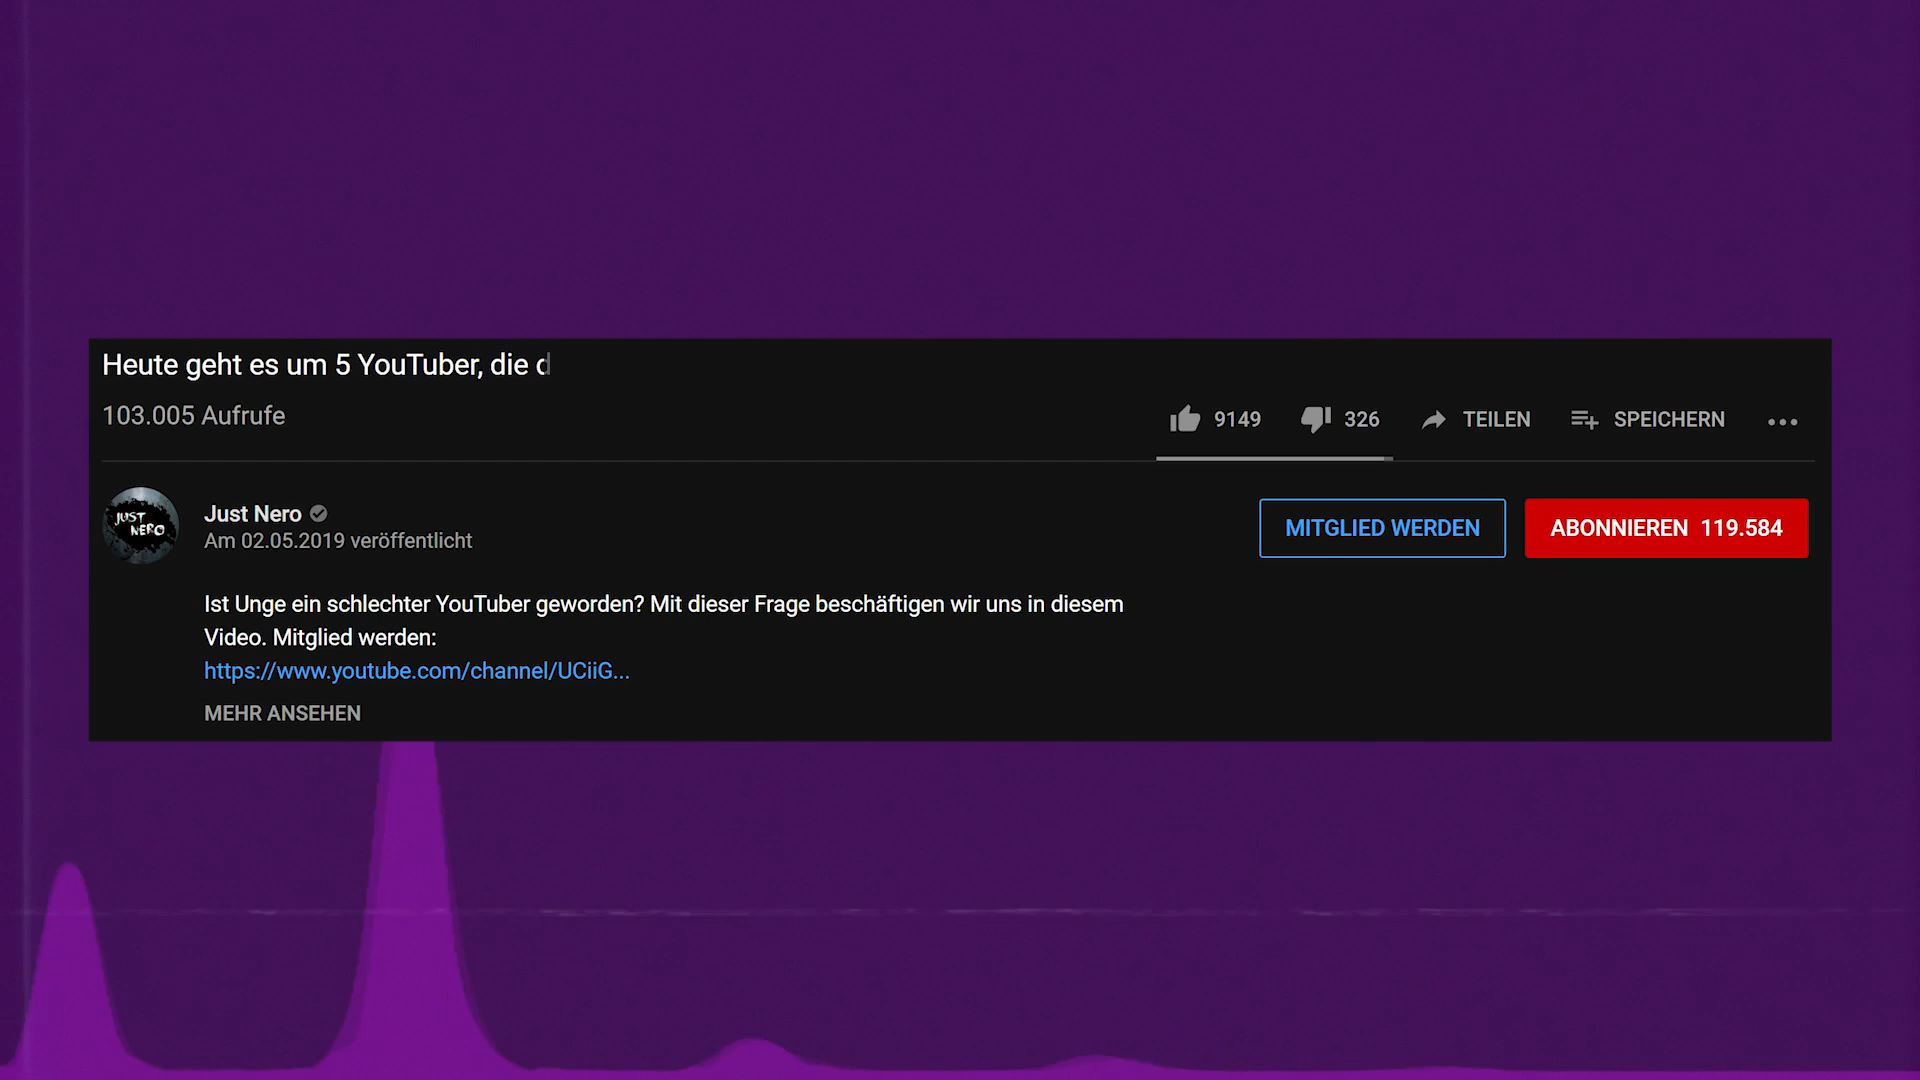 Heute geht es um 5 YouTuber, die d
103.005 Aufrufe
9149 326 TEILEN SPEICHERN
JUST
NERO
Just Nero
Am 02.05.2019 veröffentlicht
MITGLIED WERDEN ABONNIEREN 119.584
Ist Unge ein schlechter YouTuber geworden? Mit dieser Frage beschäftigen wir uns in diesem
Video. Mitglied werden:
https://www.youtube.com/channel/UCiiG...
MEHR ANSEHEN